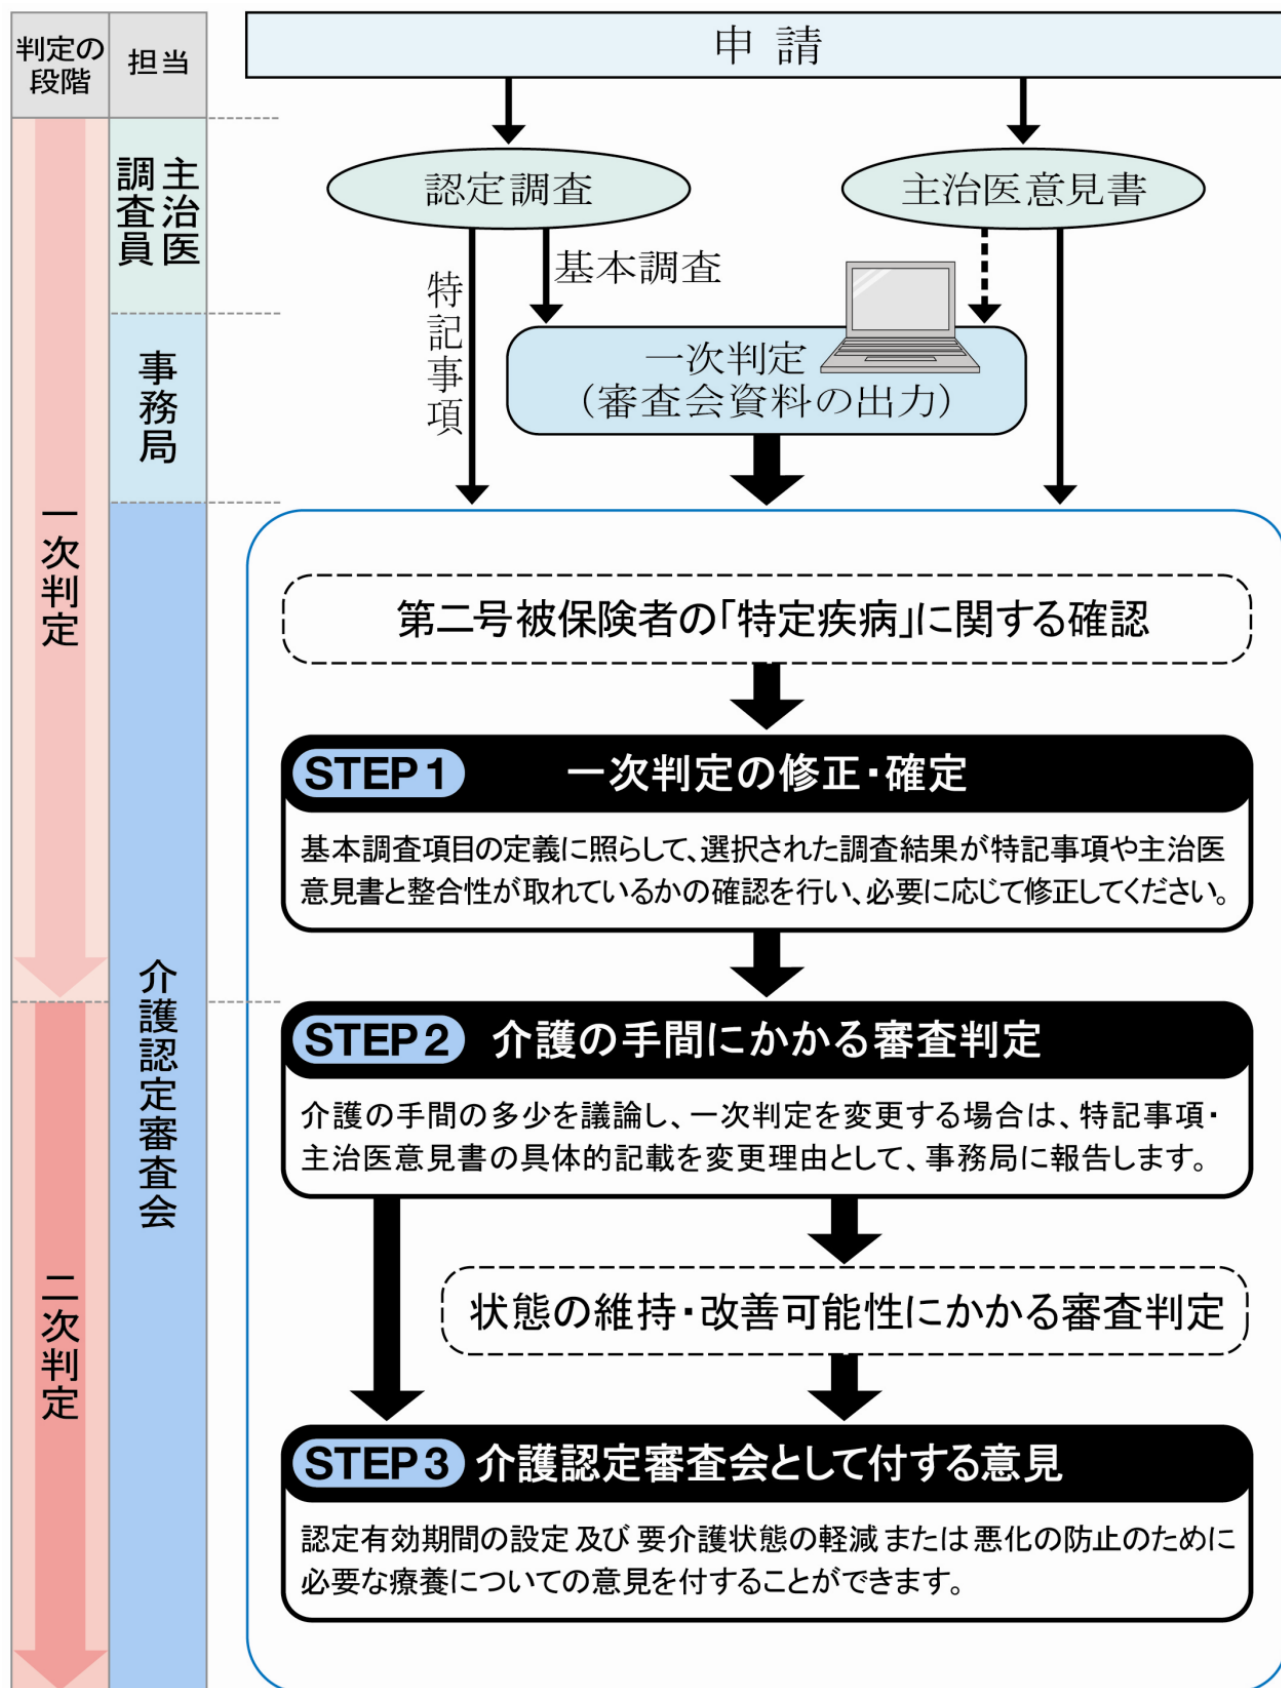 判定の
段階
担当
申請
主治医
調査員
認定調査
主治医意見書
特記事項
基本調査
事務局
一次判定
（審査会資料の出力）
一次判定
介護認定審査会
第二号被保険者の「特定疾病」に関する確認
STEP 1 一次判定の修正・確定
基本調査項目の定義に照らして、選択された調査結果が特記事項や主治医
意見書と整合性が取れているかの確認を行い、必要に応じて修正してください。
二次判定
STEP 2 介護の手間にかかる審査判定
介護の手間の多少を議論し、一次判定を変更する場合は、特記事項・
主治医意見書の具体的記載を変更理由として、事務局に報告します。
状態の維持・改善可能性にかかる審査判定
STEP 3 介護認定審査会として付する意見
認定有効期間の設定 及び 要介護状態の軽減 または 悪化の防止のために
必要な療養についての意見を付することができます。